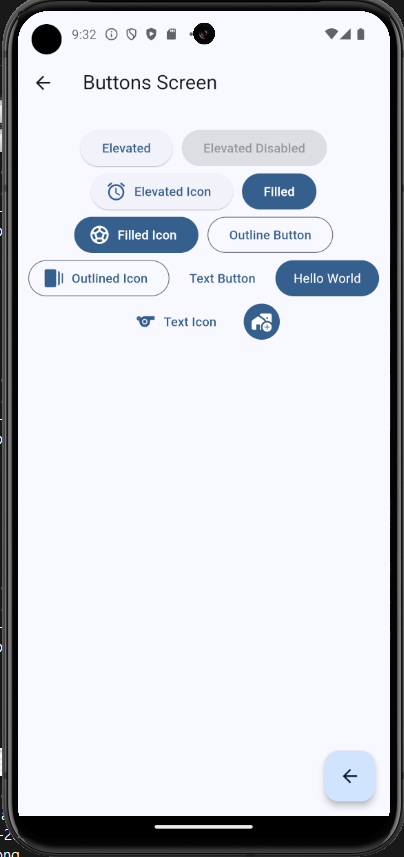 9:32
Buttons Screen
Elevated Elevated Disabled
Elevated Icon Filled
Filled Icon Outline Button
Outlined Icon Text Button Hello World
Text Icon